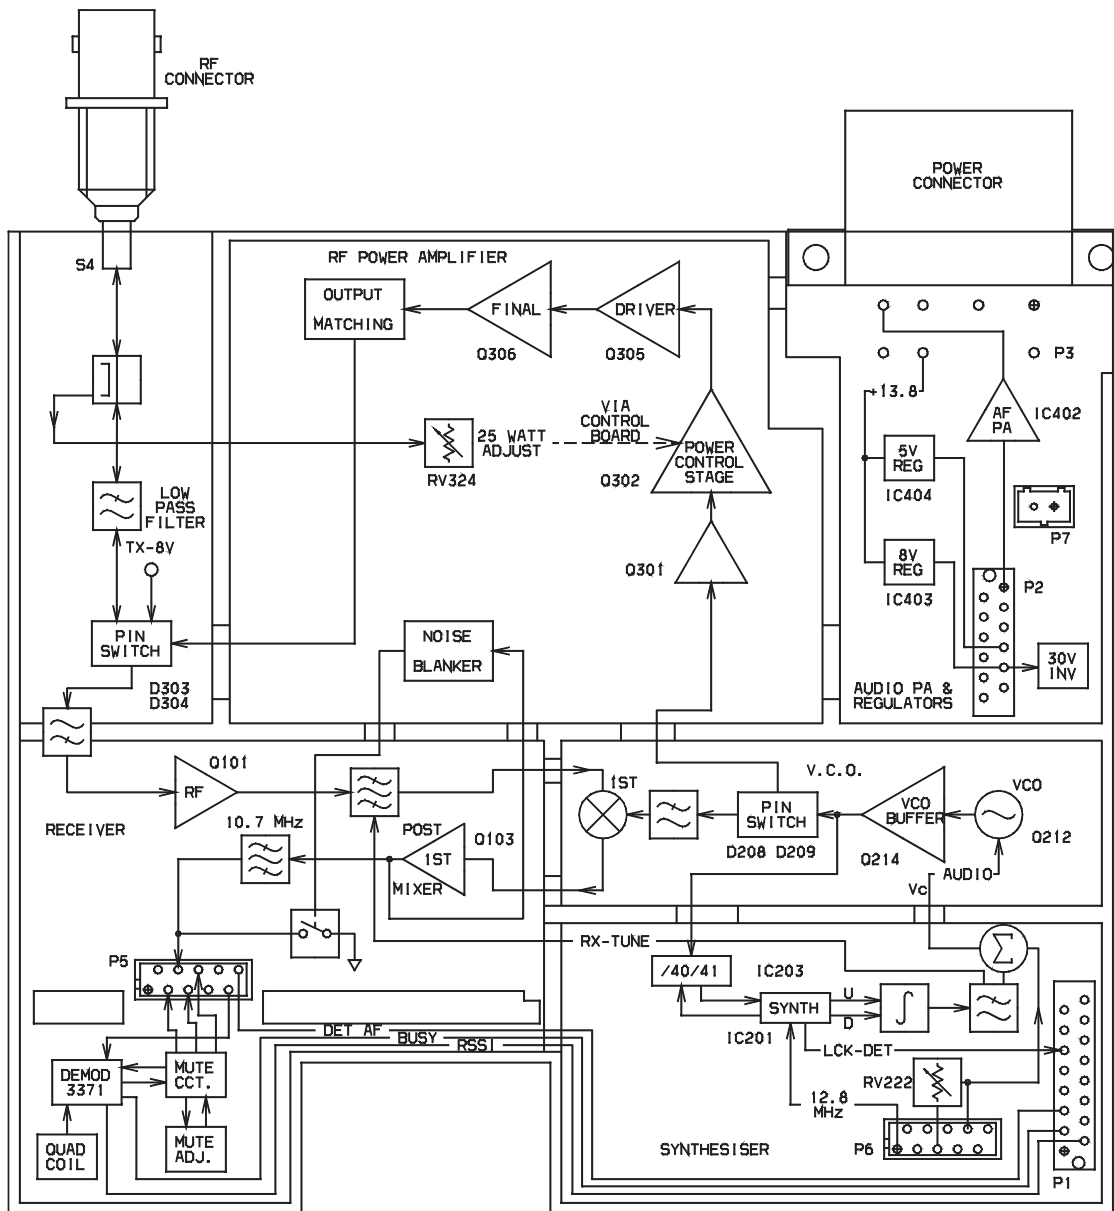 RF
CONNECTOR
POWER
CONNECTOR
S4
RF POWER AMPLIFIER
OUTPUT
MATCHING
FINAL
DRIVER
Q306
Q305
P3
+13.8
AF
PA
IC402
VIA
CONTROL
BOARD
25 WATT
ADJUST
RV324
POWER
CONTROL
STAGE
Q302
5V
REG
IC404
LOW
PASS
FILTER
TX-8V
P7
Q301
8V
REG
IC403
P2
PIN
SWITCH
NOISE
BLANKER
30V
INV
D303
D304
AUDIO PA &
REGULATORS
Q101
RF
1ST
V.C.O.
VCO
PIN
SWITCH
VCO
BUFFER
RECEIVER
10.7 MHz
POST
1ST
MIXER
Q103
D208 D209
Q214
Q212
AUDIO
Vc
RX-TUNE
Σ
P5
/40/41
IC203
SYNTH
U
D
∫
IC201
DET AF
BUSY
RSSI
LCK-DET
DEMOD
3371
MUTE
CCT.
RV222
12.8
MHz
QUAD
COIL
MUTE
ADJ.
SYNTHESISER
P6
P1